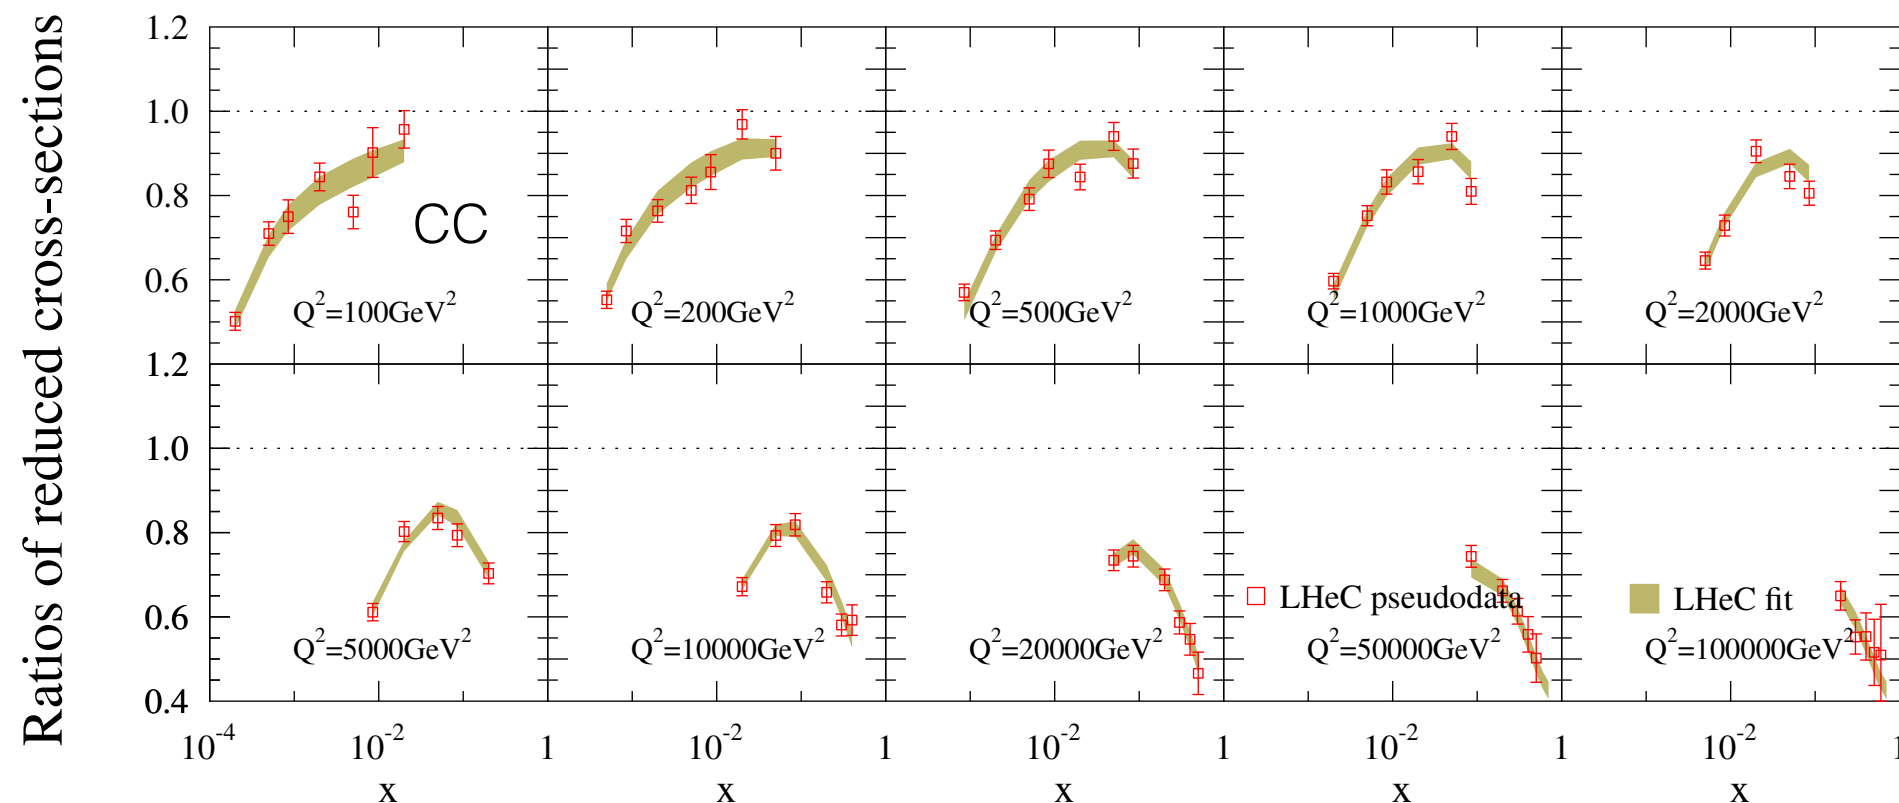 Ratios of reduced cross-sections
1.2
1.0
0.8
0.6
CC
Q²=100GeV²
Q²=200GeV²
Q²=500GeV²
Q²=1000GeV²
Q²=2000GeV²
1.2
1.0
0.8
0.6
0.4
LHeC pseudodata
LHeC fit
Q²=5000GeV²
Q²=10000GeV²
Q²=20000GeV²
Q²=50000GeV²
Q²=100000GeV²
10⁻⁴ 10⁻² 1 10⁻² 1 10⁻² 1 10⁻² 1 10⁻² 1
x x x x x